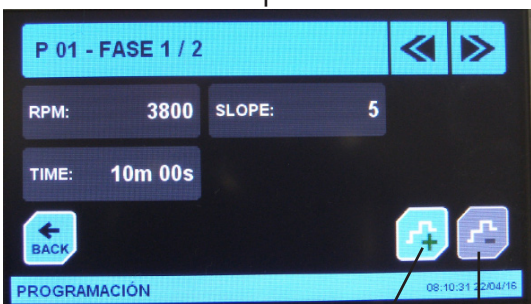 P 01 - FASE 1 / 2
RPM: 3800 SLOPE: 5
TIME: 10m 00s
BACK
PROGRAMACIÓN 08:10:31 22/04/16